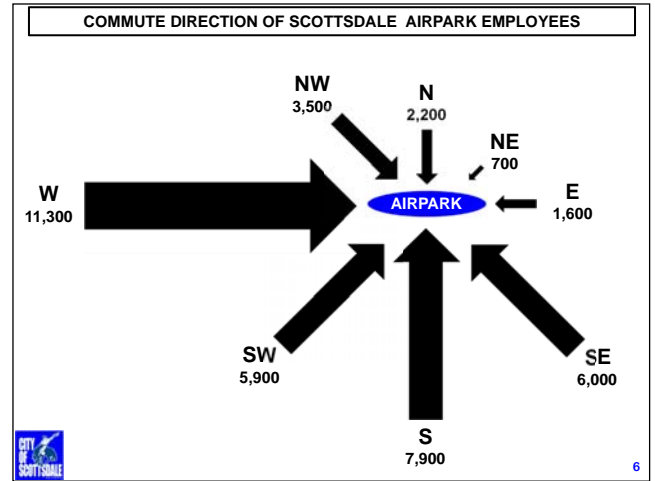 COMMUTE DIRECTION OF SCOTTSDALE AIRPARK EMPLOYEES
NW
3,500
N
2,200
NE
700
W
11,300
AIRPARK
E
1,600
SW
5,900
SE
6,000
S
7,900
CITY
OF
SCOTTSDALE
6